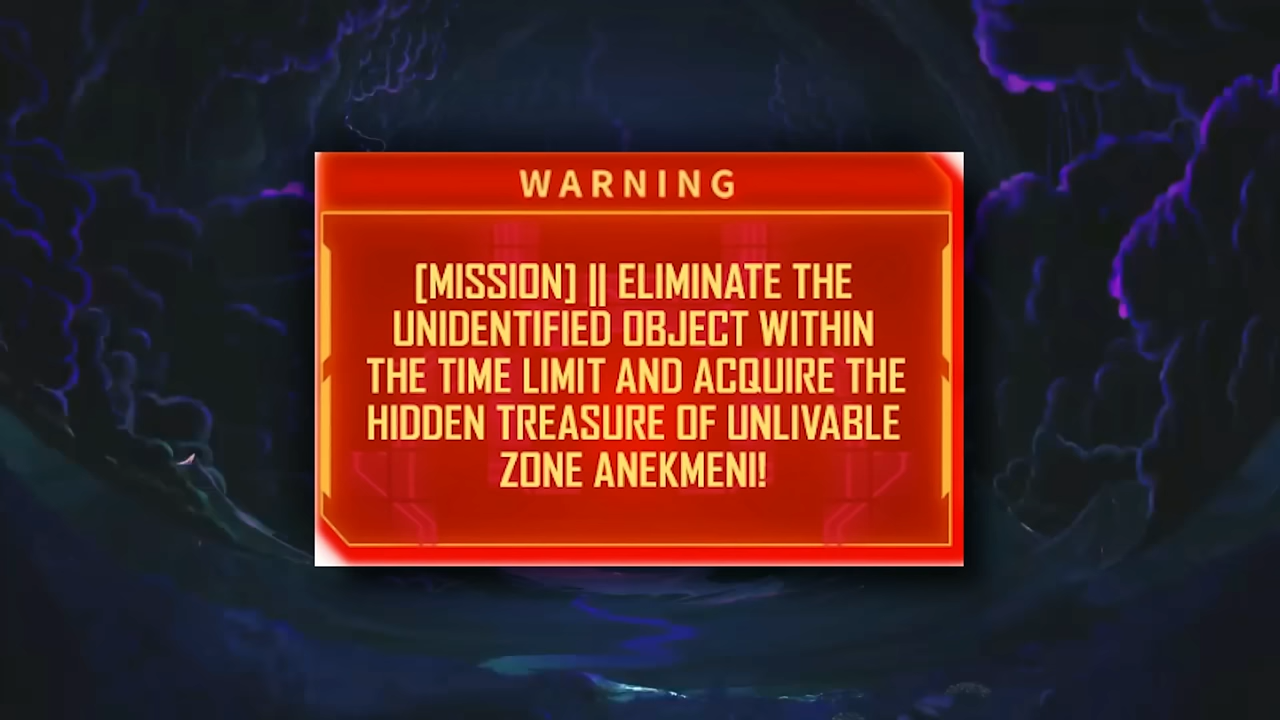 WARNING
[MISSION] || ELIMINATE THE
UNIDENTIFIED OBJECT WITHIN
THE TIME LIMIT AND ACQUIRE THE
HIDDEN TREASURE OF UNLIVABLE
ZONE ANEKMENI!